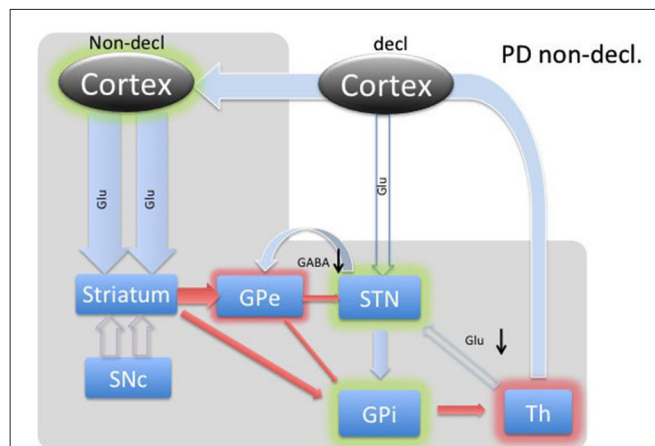 Non-decl
decl
PD non-decl.
Cortex
Cortex
Glu
Glu
Glu
GABA
Striatum
GPe
STN
Glu
SNc
GPi
Th